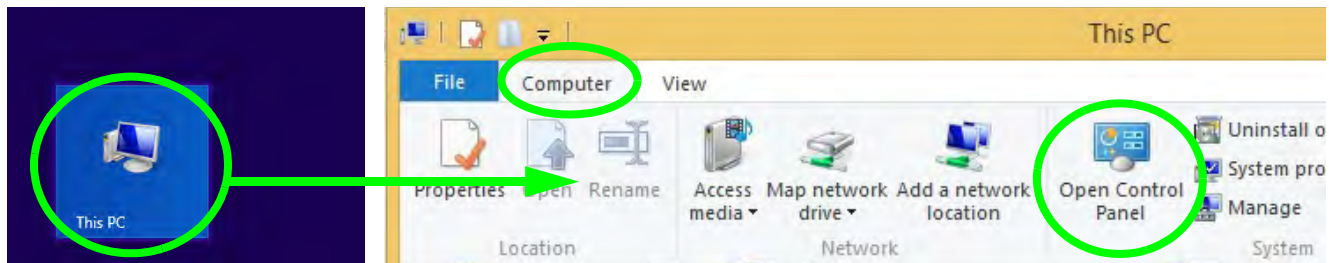 This PC
This PC
File Computer View
Properties Open Rename
Access media
Map network drive
Add a network location
Open Control Panel
Uninstall o
System pro
Manage
Location
Network
System